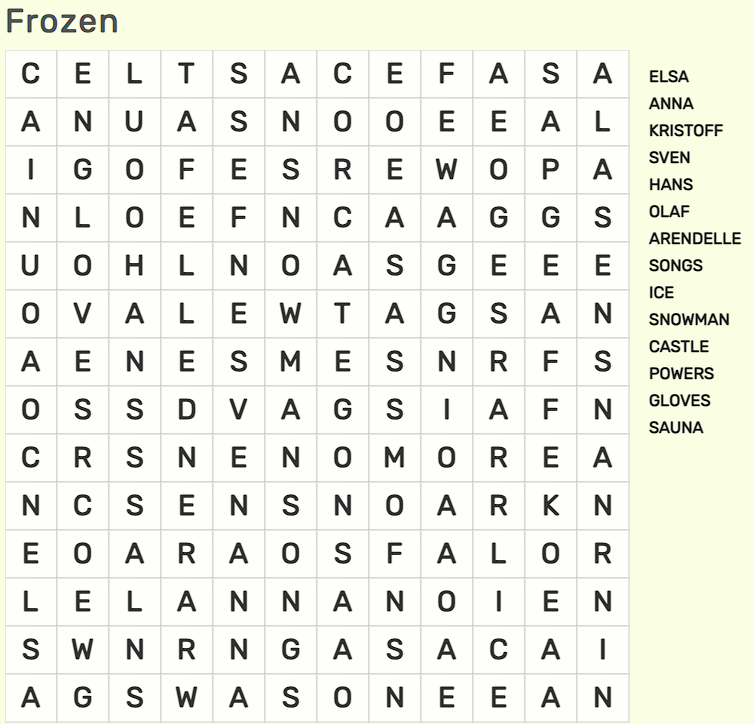 Frozen
C E L T S A C E F A S A
A N U A S N O O E E A L
I G O F E S R E W O P A
N L O E F N C A A G G S
U O H L N O A S G E E E
O V A L E W T A G S A N
A E N E S M E S N R F S
O S S D V A G S I A F N
C R S N E N O M O R E A
N C S E N S N O A R K N
E O A R A O S F A L O R
L E L A N N A N O I E N
S W N R N G A S A C A I
A G S W A S O N E E A N
ELSA
ANNA
KRISTOFF
SVEN
HANS
OLAF
ARENDELLE
SONGS
ICE
SNOWMAN
CASTLE
POWERS
GLOVES
SAUNA